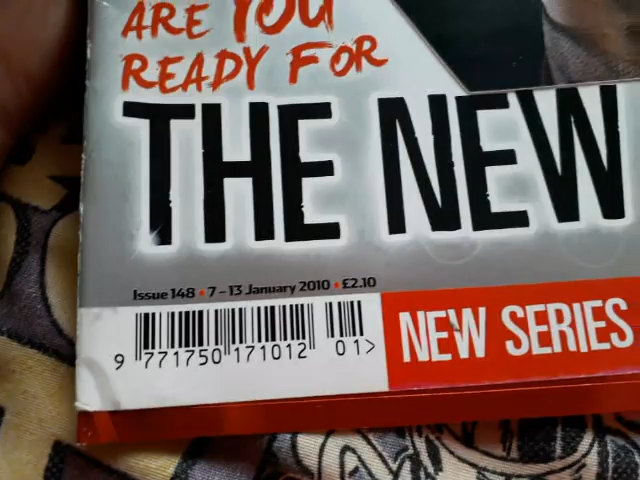 ARE YOU
READY FOR
THE NEW
Issue 148 • 7 – 13 January 2010 • £2.10
9 771750 171012 01>
NEW SERIES